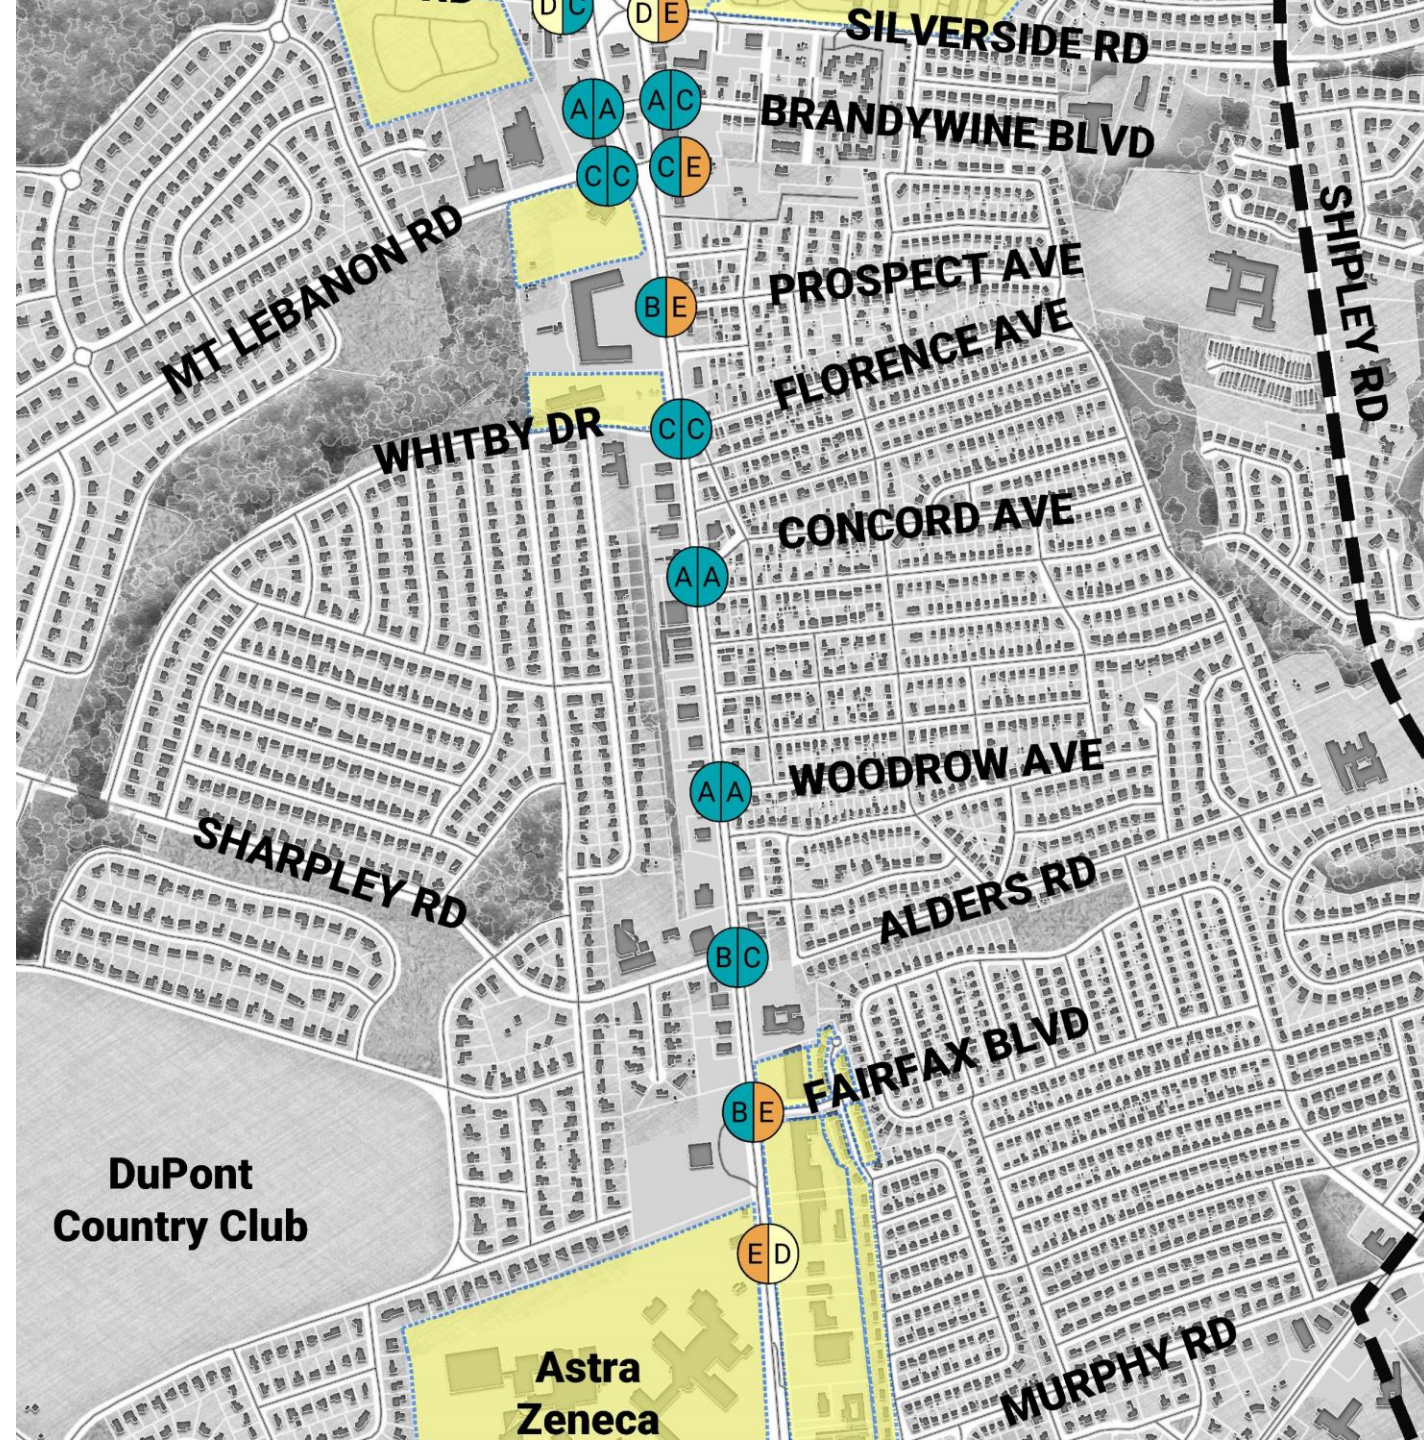 RD
D C
D E
SILVERSIDE RD
A A
A C
BRANDYWINE BLVD
C C
C E
MT LEBANON RD
SHIPLEY RD
PROSPECT AVE
B E
FLORENCE AVE
WHITBY DR
C C
CONCORD AVE
A A
WOODROW AVE
A A
SHARPLEY RD
ALDERS RD
B C
FAIRFAX BLVD
B E
DuPont
Country Club
E D
MURPHY RD
Astra
Zeneca